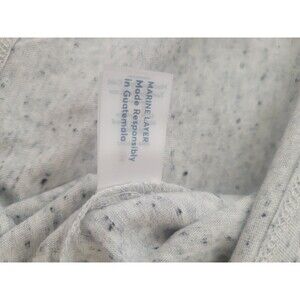 MARINE LAYER
Made Responsibly
in Guatemala